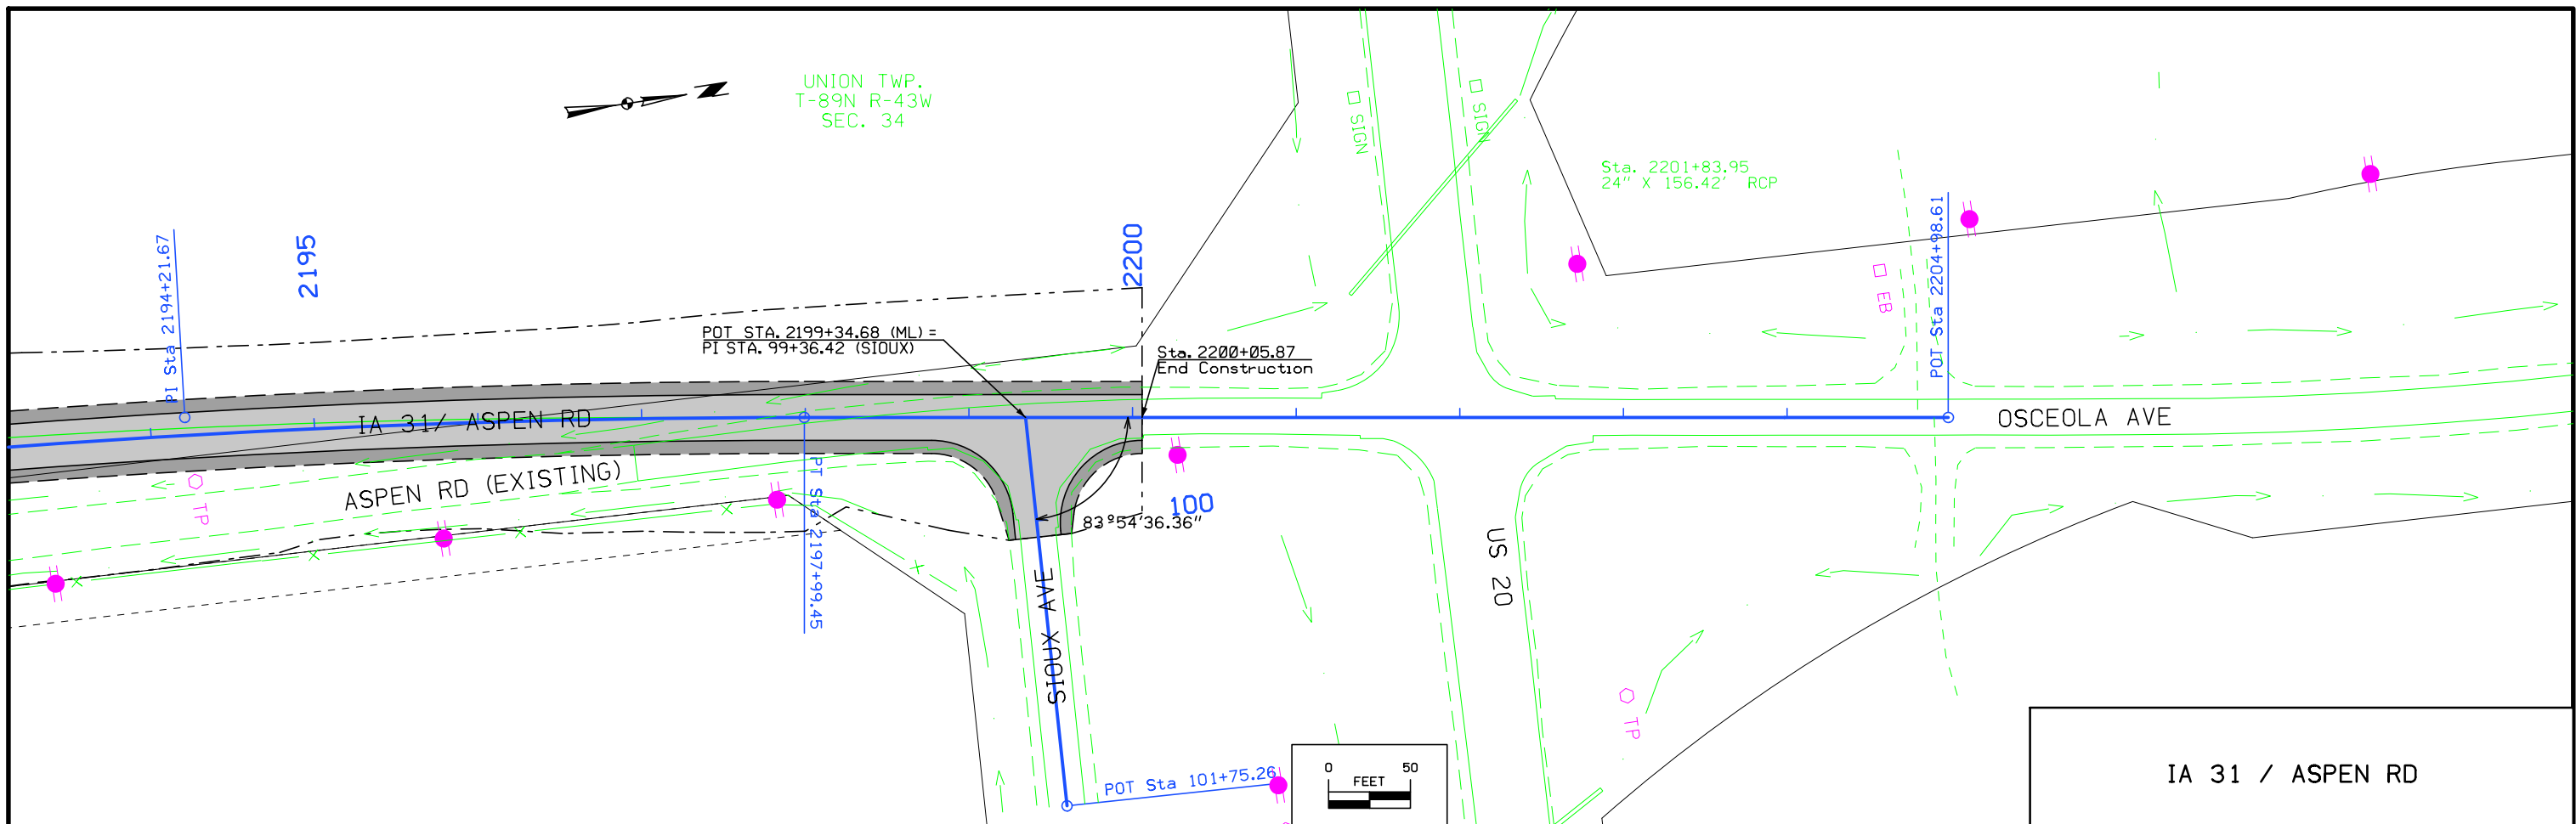 UNION TWP.
T-89N R-43W
SEC. 34
SIGN
SIGN
Sta. 2201+83.95
24" X 156.42' RCP
PI Sta 2194+21.67
2195
2200
POT Sta 2204+98.61
EB
POT STA. 2199+34.68 (ML) =
PI STA. 99+36.42 (SIOUX)
Sta. 2200+05.87
End Construction
IA 31/ ASPEN RD
OSCEOLA AVE
ASPEN RD (EXISTING)
TP
PT Sta 2197+99.45
100
83°54'36.36"
US 20
SIOUX AVE
TP
POT Sta 101+75.26
0 50
FEET
IA 31 / ASPEN RD